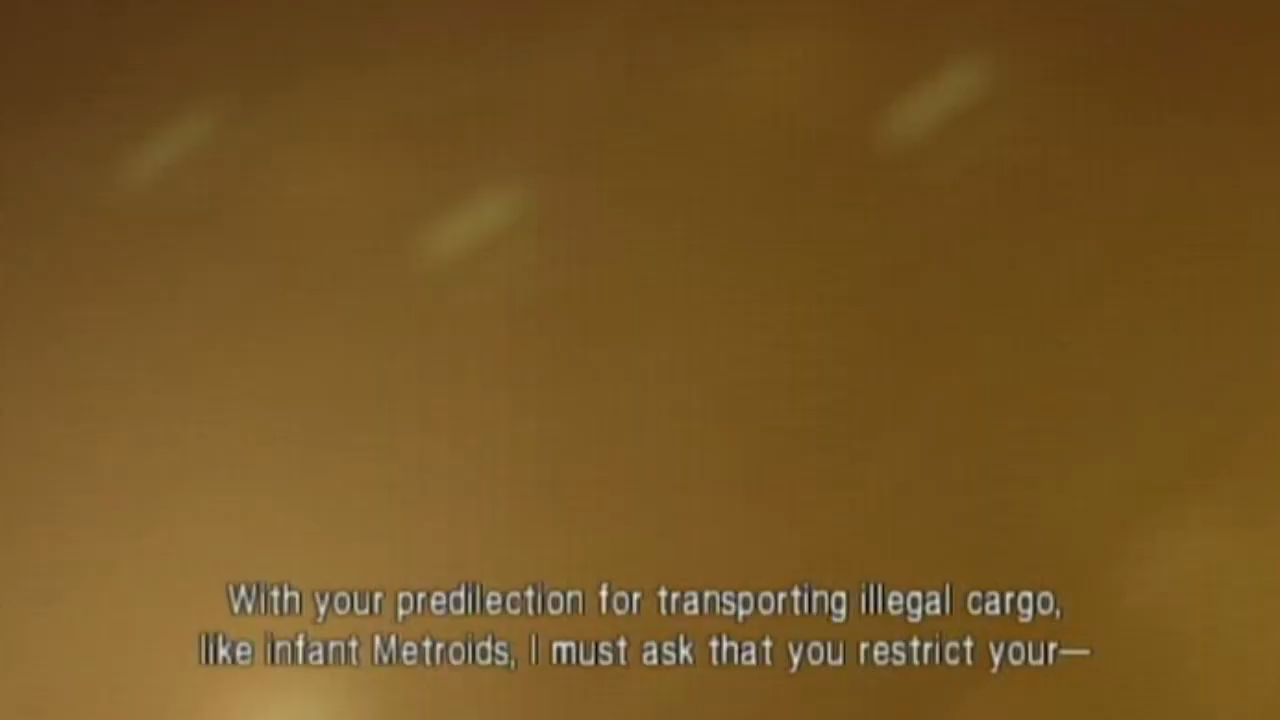 With your predilection for transporting illegal cargo,
like infant Metroids, I must ask that you restrict your—